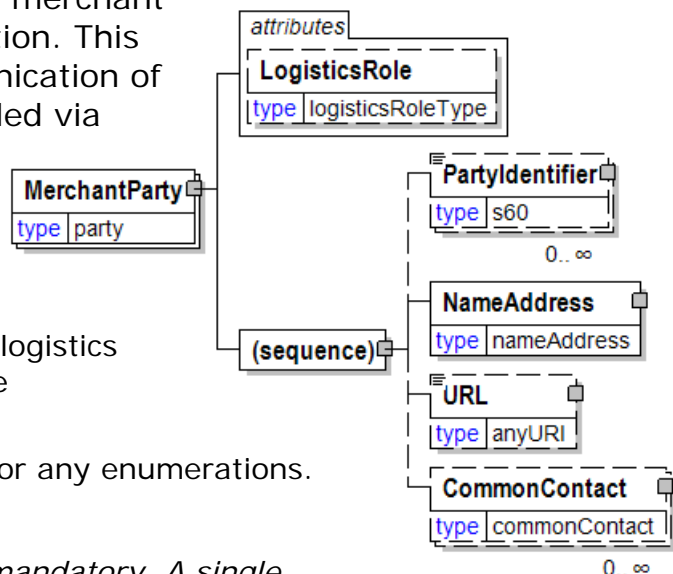 merchant
tion. This
nication of
led via
attributes
LogisticsRole
type logisticsRoleType
MerchantParty
type party
PartyIdentifier
type s60
0.. ∞
NameAddress
type nameAddress
(sequence)
URL
type anyURI
CommonContact
type commonContact
0.. ∞
logistics
e
or any enumerations.
mandatory. A single